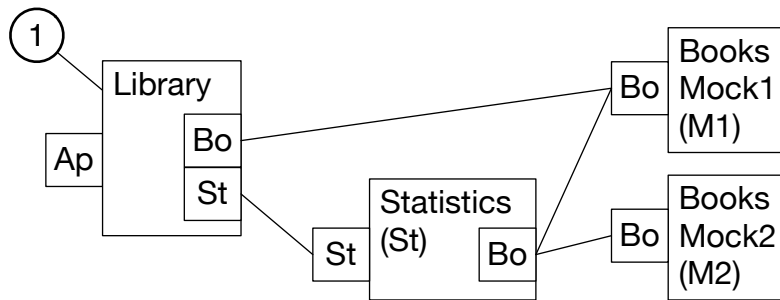 1
Library
Ap
Bo
St
St
Statistics
(St)
Bo
Bo
Books
Mock1
(M1)
Bo
Books
Mock2
(M2)